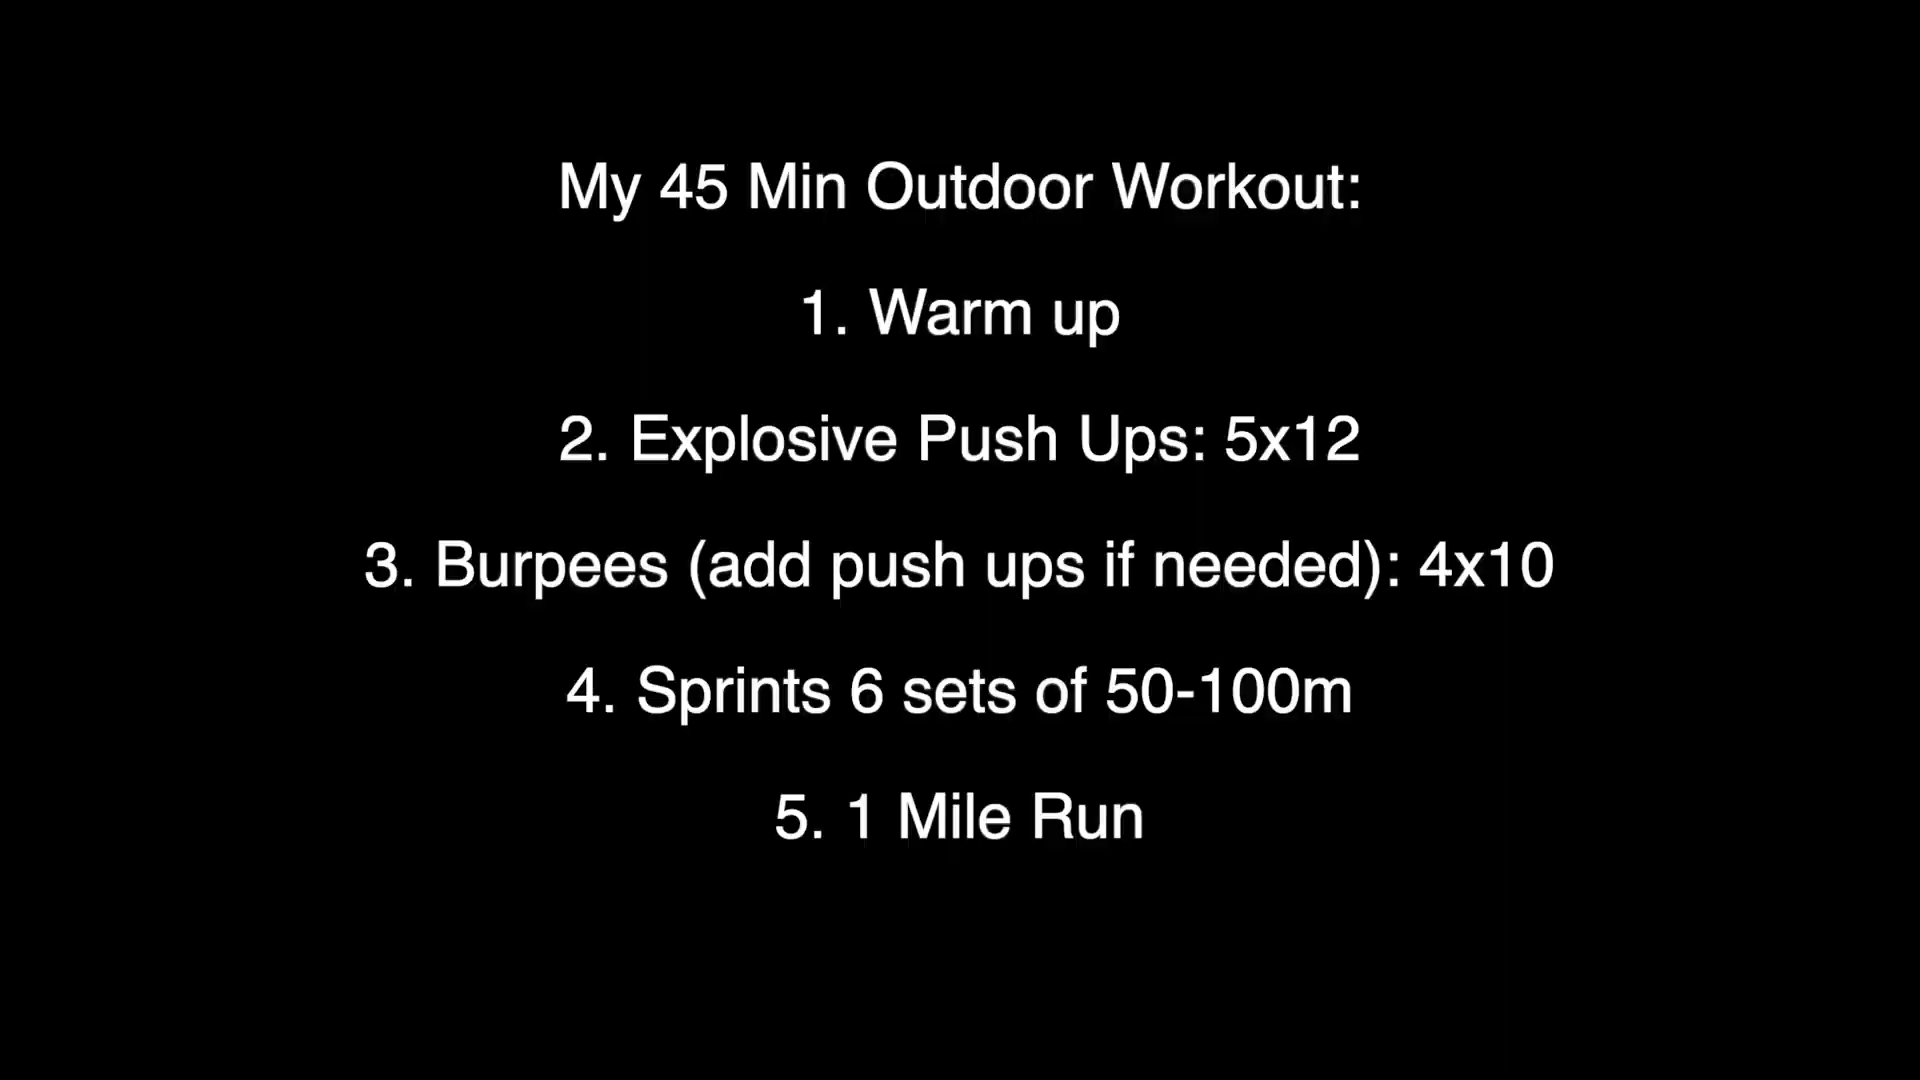 My 45 Min Outdoor Workout:
1. Warm up
2. Explosive Push Ups: 5x12
3. Burpees (add push ups if needed): 4x10
4. Sprints 6 sets of 50-100m
5. 1 Mile Run